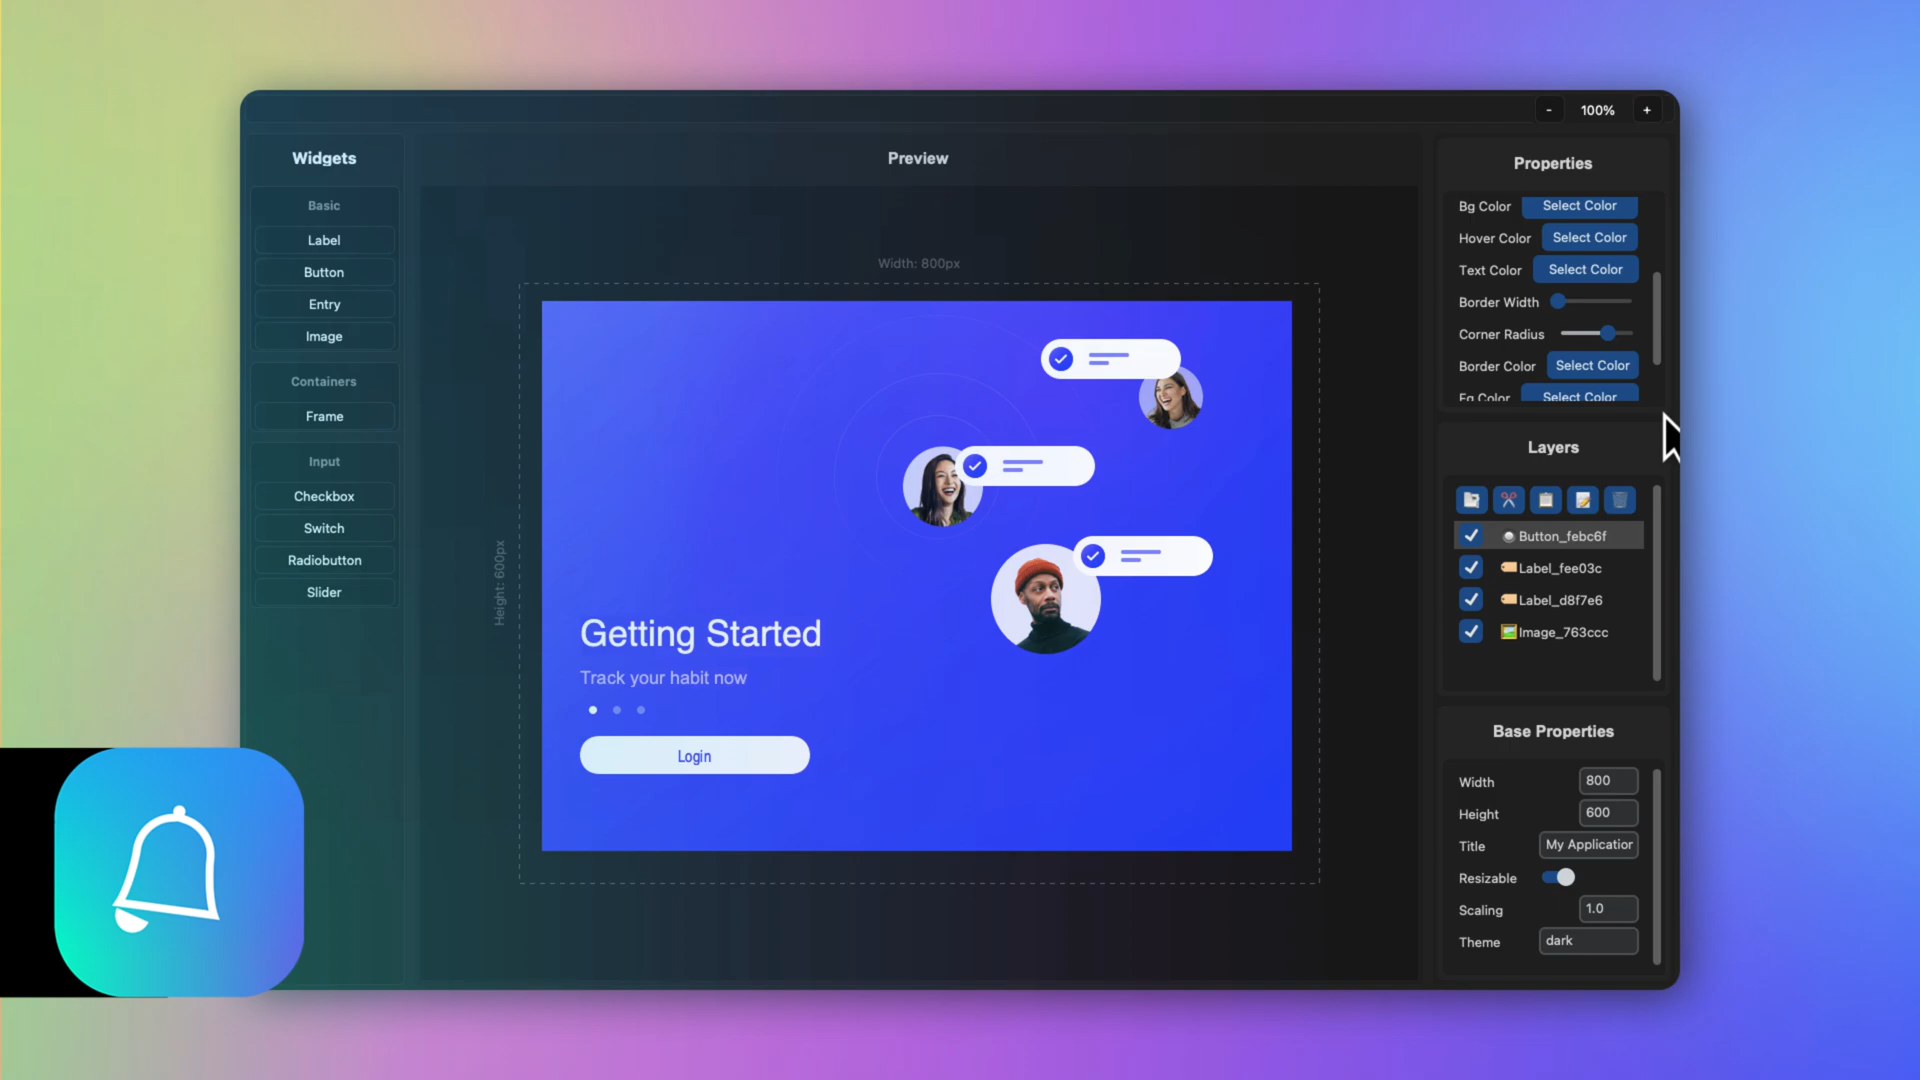 - 100% +
Widgets
Basic
Label
Button
Entry
Image
Containers
Frame
Input
Checkbox
Switch
Radiobutton
Slider
Preview
Width: 800px
Height: 600px
Getting Started
Track your habit now
Login
Properties
Bg Color Select Color
Hover Color Select Color
Text Color Select Color
Border Width
Corner Radius
Border Color Select Color
Fg Color Select Color
Layers
Button_febc6f
Label_fee03c
Label_d8f7e6
Image_763ccc
Base Properties
Width 800
Height 600
Title My Application
Resizable
Scaling 1.0
Theme dark